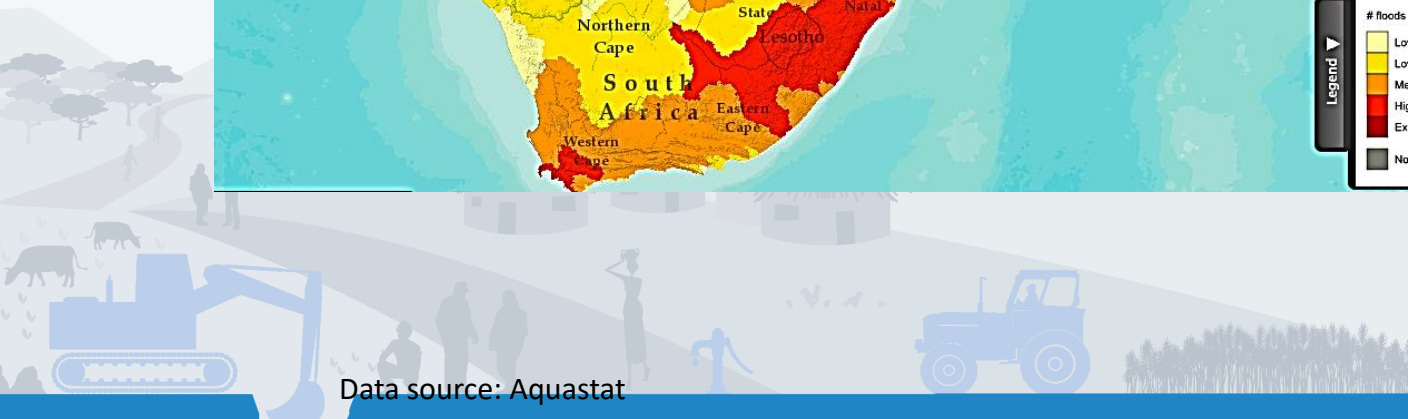 State
Natal
Northern
Cape
Lesotho
South
Africa
Eastern
Cape
Western
Cape
Legend
# floods
Data source: Aquastat